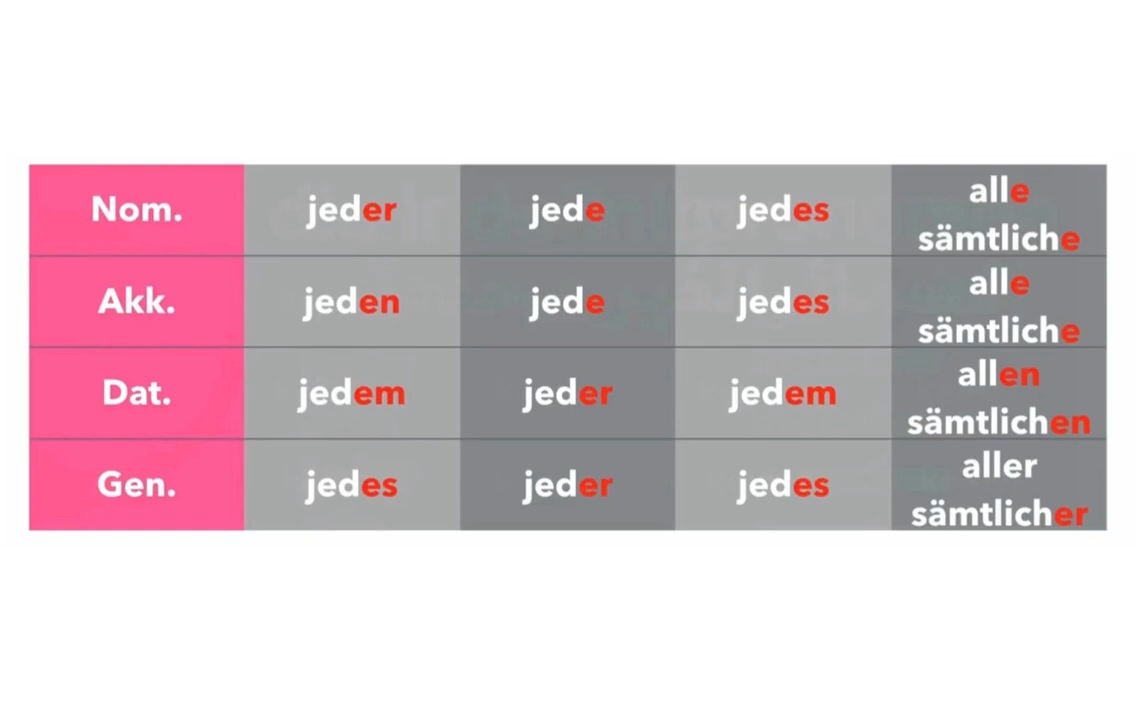 Nom. jeder jede jedes alle
sämtliche
Akk. jeden jede jedes alle
sämtliche
Dat. jedem jeder jedem allen
sämtlichen
Gen. jedes jeder jedes aller
sämtlicher